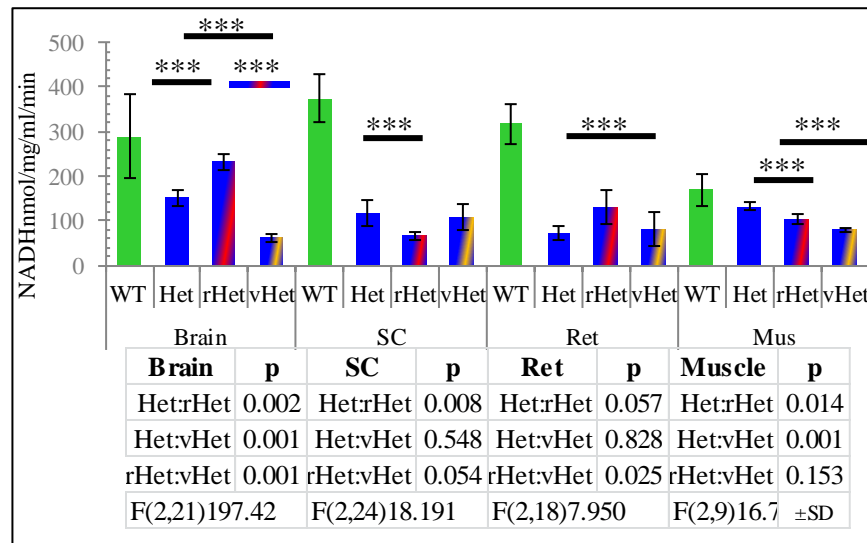 NADHnmol/mg/ml/min
500
400
300
200
100
0
*** *** *** *** *** *** ***
WT Het rHet vHet WT Het rHet vHet WT Het rHet vHet WT Het rHet vHet
Brain SC Ret Mus
Brain p SC p Ret p Muscle p
Het:rHet 0.002 Het:rHet 0.008 Het:rHet 0.057 Het:rHet 0.014
Het:vHet 0.001 Het:vHet 0.548 Het:vHet 0.828 Het:vHet 0.001
rHet:vHet 0.001 rHet:vHet 0.054 rHet:vHet 0.025 rHet:vHet 0.153
F(2,21)197.42 F(2,24)18.191 F(2,18)7.950 F(2,9)16.7 ±SD